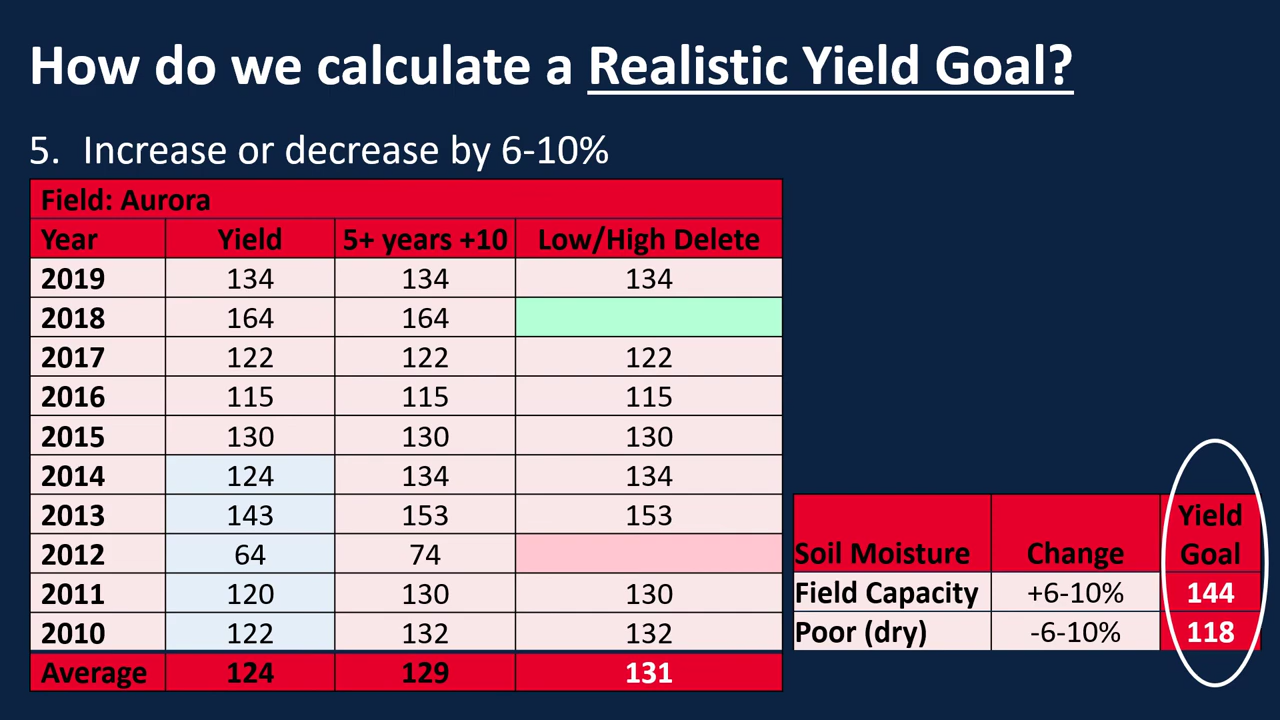 How do we calculate a Realistic Yield Goal?
5. Increase or decrease by 6-10%
Field: Aurora
Year Yield 5+ years +10 Low/High Delete
2019 134 134 134
2018 164 164
2017 122 122 122
2016 115 115 115
2015 130 130 130
2014 124 134 134
2013 143 153 153
2012 64 74
2011 120 130 130
2010 122 132 132
Average 124 129 131
Soil Moisture Change Yield Goal
Field Capacity +6-10% 144
Poor (dry) -6-10% 118